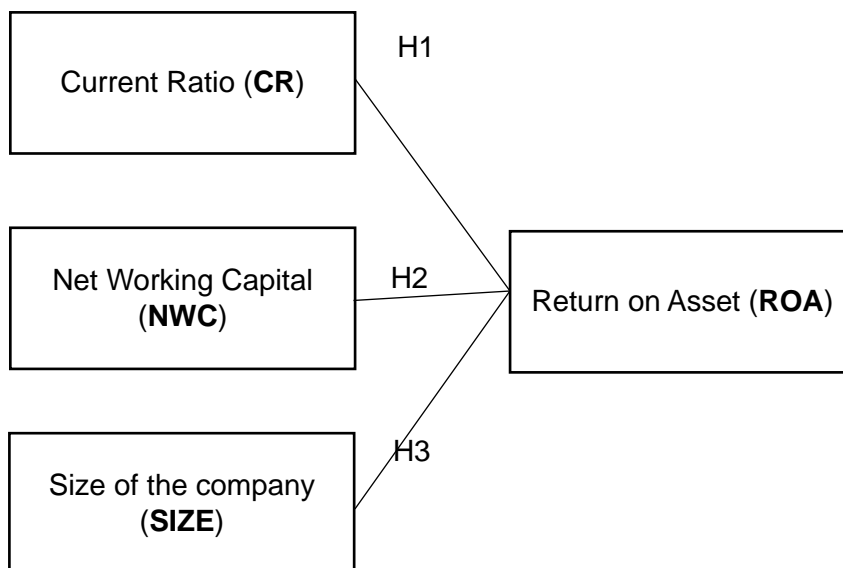 H1
Current Ratio (CR)
Net Working Capital
(NWC)
H2
Return on Asset (ROA)
H3
Size of the company
(SIZE)